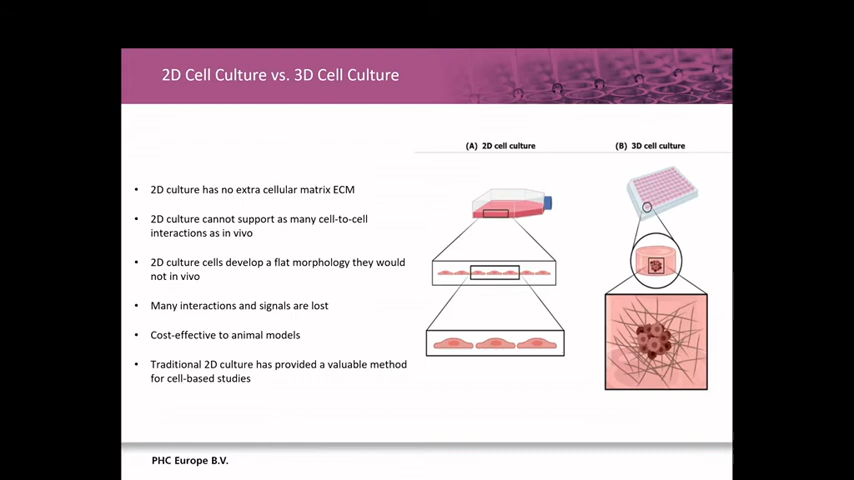 2D Cell Culture vs. 3D Cell Culture
(A) 2D cell culture
(B) 3D cell culture
• 2D culture has no extra cellular matrix ECM
• 2D culture cannot support as many cell-to-cell
interactions as in vivo
• 2D culture cells develop a flat morphology they would
not in vivo
• Many interactions and signals are lost
• Cost-effective to animal models
• Traditional 2D culture has provided a valuable method
for cell-based studies
PHC Europe B.V.